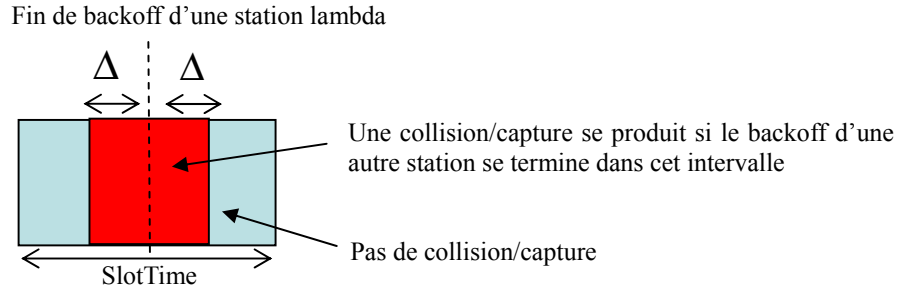 Fin de backoff d'une station lambda
Δ Δ
Une collision/capture se produit si le backoff d'une
autre station se termine dans cet intervalle
Pas de collision/capture
SlotTime